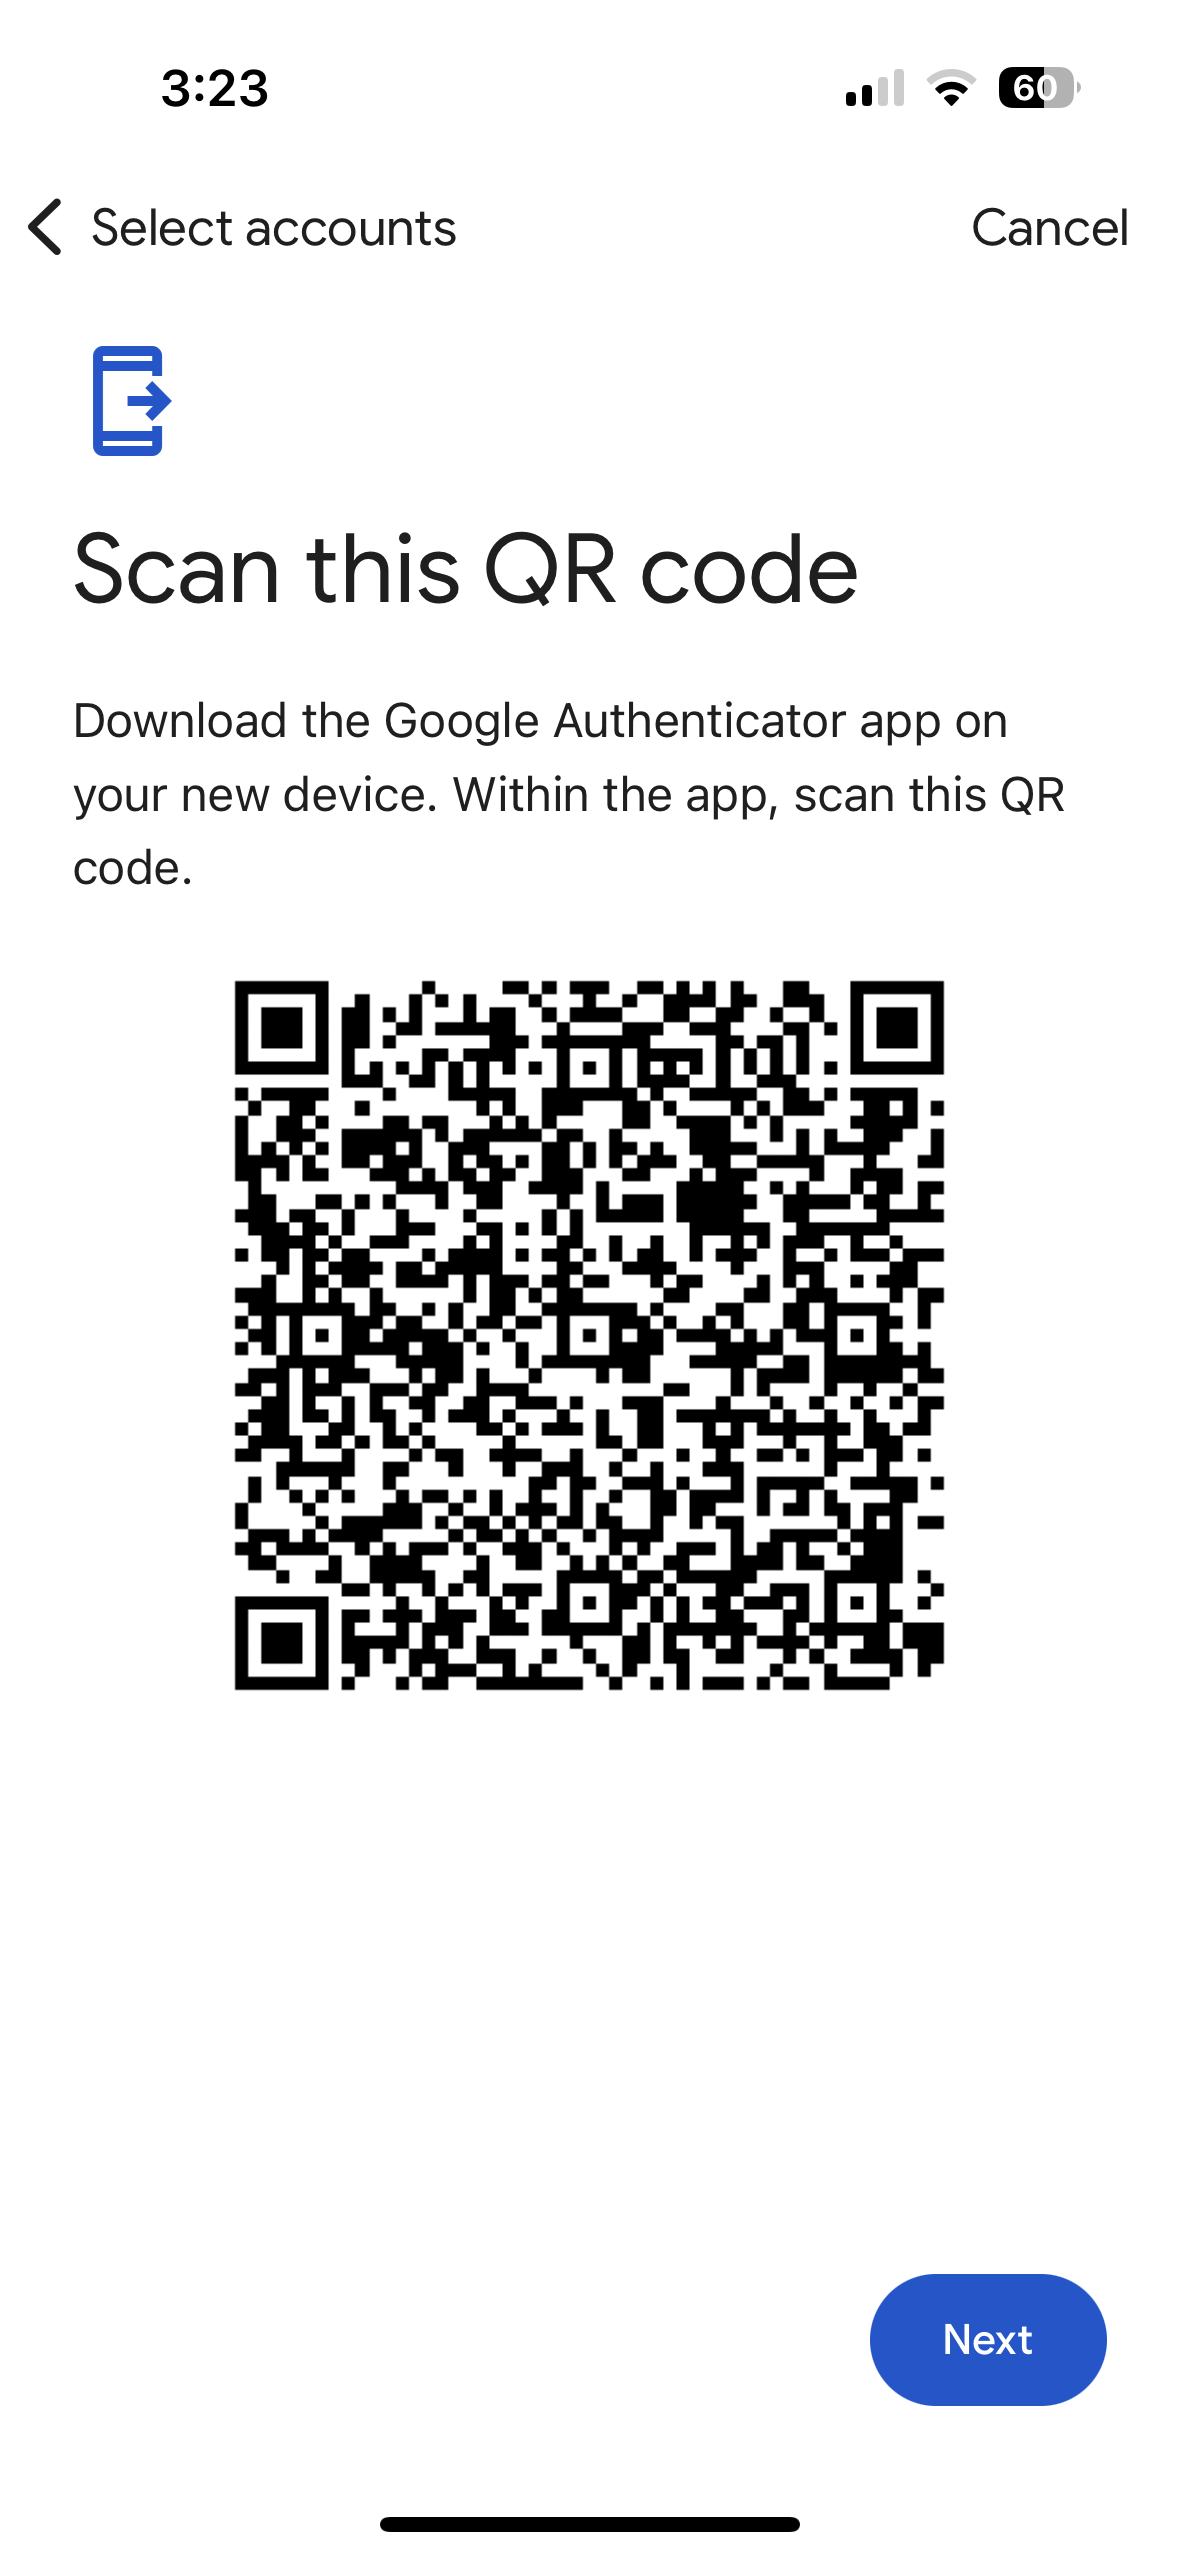 3:23
60
Select accounts
Cancel
Scan this QR code
Download the Google Authenticator app on
your new device. Within the app, scan this QR
code.
Next